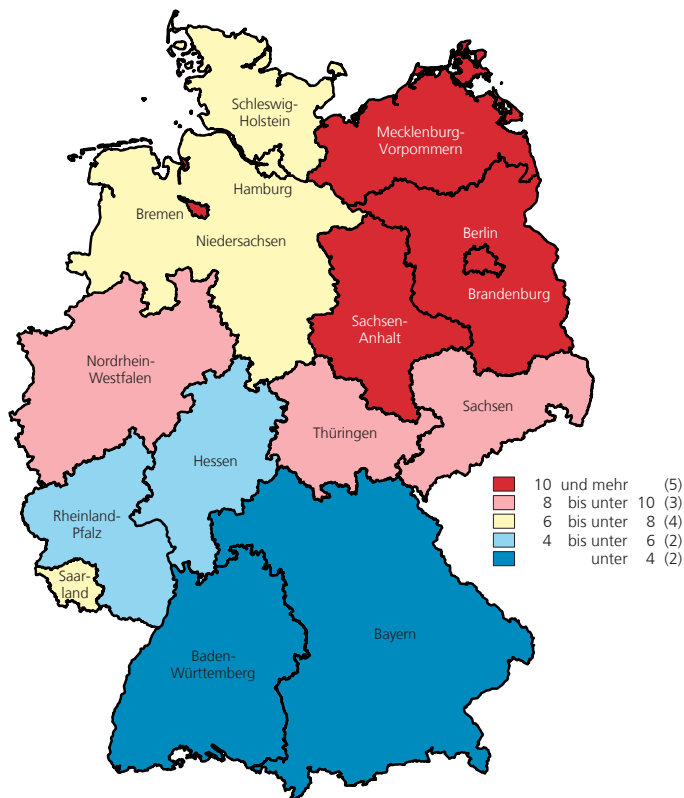 Schleswig-
Holstein
Mecklenburg-
Vorpommern
Hamburg
Bremen
Niedersachsen
Berlin
Brandenburg
Sachsen-
Anhalt
Nordrhein-
Westfalen
Sachsen
Thüringen
Hessen
10 und mehr (5)
8 bis unter 10 (3)
6 bis unter 8 (4)
4 bis unter 6 (2)
unter 4 (2)
Rheinland-
Pfalz
Saar-
land
Bayern
Baden-
Württemberg